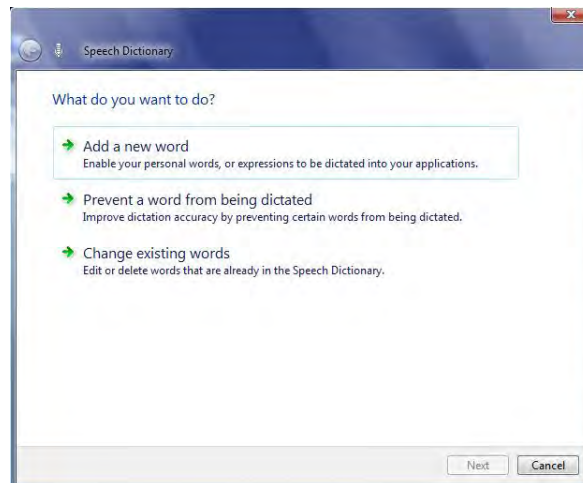 Speech Dictionary
What do you want to do?
Add a new word
Enable your personal words, or expressions to be dictated into your applications.
Prevent a word from being dictated
Improve dictation accuracy by preventing certain words from being dictated.
Change existing words
Edit or delete words that are already in the Speech Dictionary.
Next Cancel